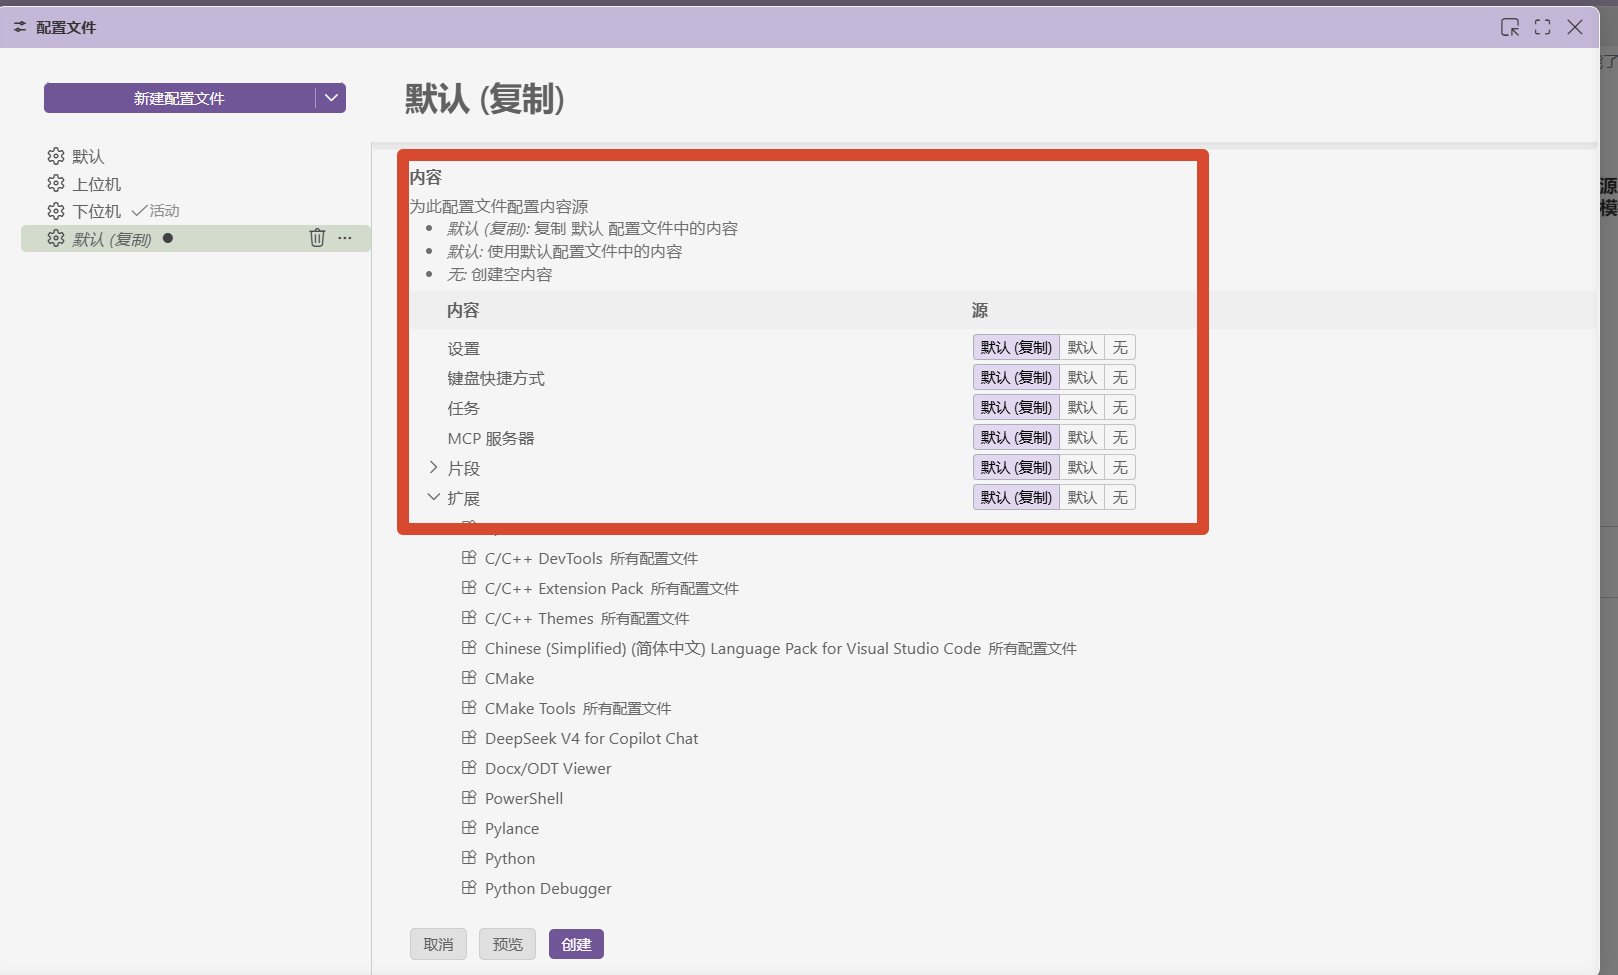 配置文件
新建配置文件
默认
上位机
下位机 活动
默认 (复制)
默认 (复制)
内容
为此配置文件配置内容源
默认 (复制): 复制 默认 配置文件中的内容
默认: 使用默认配置文件中的内容
无: 创建空内容
内容 源
设置 默认 (复制) 默认 无
键盘快捷方式 默认 (复制) 默认 无
任务 默认 (复制) 默认 无
MCP 服务器 默认 (复制) 默认 无
片段 默认 (复制) 默认 无
扩展 默认 (复制) 默认 无
C/C++ DevTools 所有配置文件
C/C++ Extension Pack 所有配置文件
C/C++ Themes 所有配置文件
Chinese (Simplified) (简体中文) Language Pack for Visual Studio Code 所有配置文件
CMake
CMake Tools 所有配置文件
DeepSeek V4 for Copilot Chat
Docx/ODT Viewer
PowerShell
Pylance
Python
Python Debugger
取消 预览 创建
了
源
模